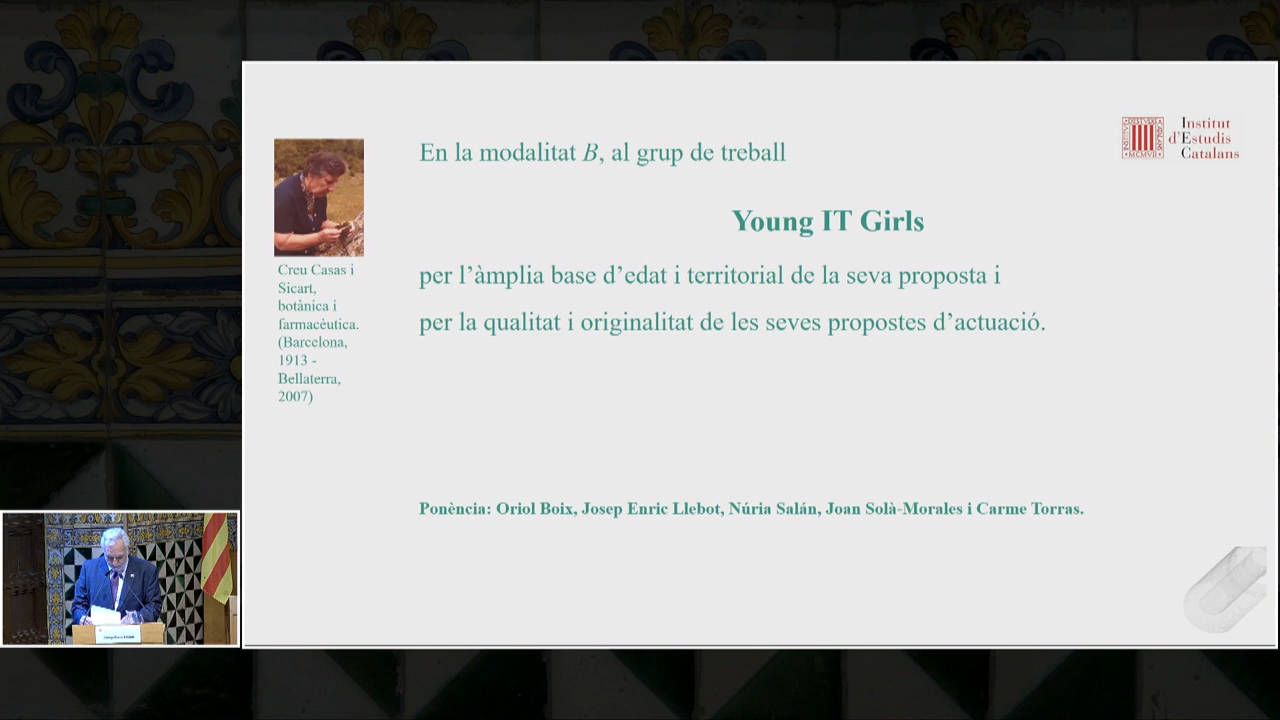 En la modalitat B, al grup de treball
Institut
d'Estudis
Catalans
Young IT Girls
per l'àmplia base d'edat i territorial de la seva proposta i
per la qualitat i originalitat de les seves propostes d'actuació.
Creu Casas i
Sicart,
botànica i
farmacèutica.
(Barcelona,
1913 -
Bellaterra,
2007)
Ponència: Oriol Boix, Josep Enric Llebot, Núria Salán, Joan Solà-Morales i Carme Torras.